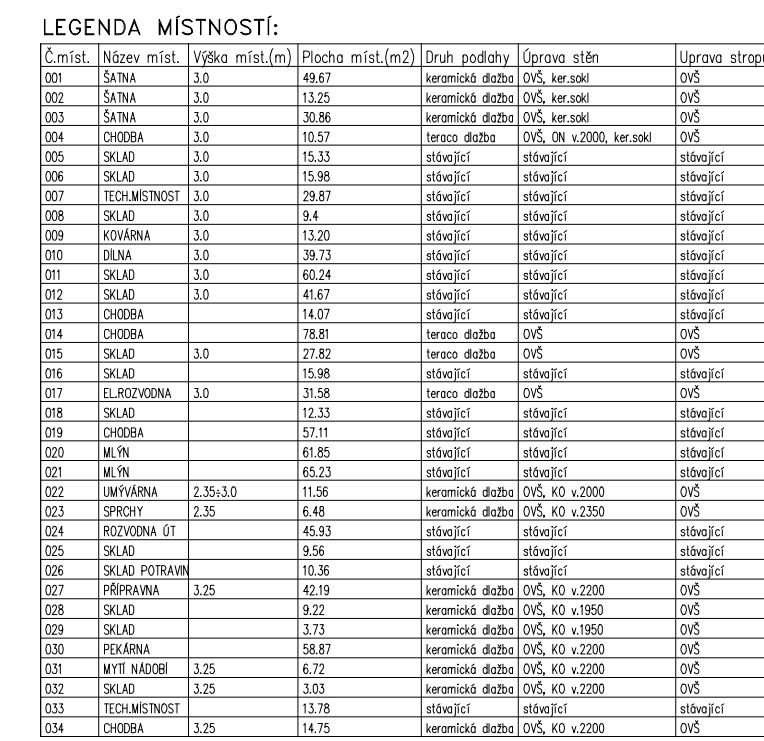 LEGENDA MÍSTNOSTÍ:
Č.míst. Název míst. Výška míst.(m) Plocha míst.(m2) Druh podlahy Úprava stěn Uprava stropu
001 ŠATNA 3.0 49.67 keramická dlažba OVŠ, ker.sokl OVŠ
002 ŠATNA 3.0 13.25 keramická dlažba OVŠ, ker.sokl OVŠ
003 ŠATNA 3.0 30.86 keramická dlažba OVŠ, ker.sokl OVŠ
004 CHODBA 3.0 10.57 teraco dlažba OVŠ, ON v.2000, ker.sokl OVŠ
005 SKLAD 3.0 15.33 stávající stávající stávající
006 SKLAD 3.0 15.98 stávající stávající stávající
007 TECH.MÍSTNOST 3.0 29.87 stávající stávající stávající
008 SKLAD 3.0 9.4 stávající stávající stávající
009 KOVÁRNA 3.0 13.20 stávající stávající stávající
010 DÍLNA 3.0 39.73 stávající stávající stávající
011 SKLAD 3.0 60.24 stávající stávající stávající
012 SKLAD 3.0 41.67 stávající stávající stávající
013 CHODBA 14.07 stávající stávající stávající
014 CHODBA 78.81 teraco dlažba OVŠ OVŠ
015 SKLAD 3.0 27.82 teraco dlažba OVŠ OVŠ
016 SKLAD 15.98 stávající stávající stávající
017 EL.ROZVODNA 3.0 31.58 teraco dlažba OVŠ OVŠ
018 SKLAD 12.33 stávající stávající stávající
019 CHODBA 57.11 stávající stávající stávající
020 MLÝN 61.85 stávající stávající stávající
021 MLÝN 65.23 stávající stávající stávající
022 UMÝVÁRNA 2.35÷3.0 11.56 keramická dlažba OVŠ, KO v.2000 OVŠ
023 SPRCHY 2.35 6.48 keramická dlažba OVŠ, KO v.2350 OVŠ
024 ROZVODNA ÚT 45.93 stávající stávající stávající
025 SKLAD 9.56 stávající stávající stávající
026 SKLAD POTRAVIN 10.36 stávající stávající stávající
027 PŘÍPRAVNA 3.25 42.19 keramická dlažba OVŠ, KO v.2200 OVŠ
028 SKLAD 9.22 keramická dlažba OVŠ, KO v.1950 OVŠ
029 SKLAD 3.73 keramická dlažba OVŠ, KO v.1950 OVŠ
030 PEKÁRNA 58.87 keramická dlažba OVŠ, KO v.2200 OVŠ
031 MYTÍ NÁDOBÍ 3.25 6.72 keramická dlažba OVŠ, KO v.2200 OVŠ
032 SKLAD 3.25 3.03 keramická dlažba OVŠ, KO v.2200 OVŠ
033 TECH.MÍSTNOST 13.78 stávající stávající stávající
034 CHODBA 3.25 14.75 keramická dlažba OVŠ, KO v.2200 OVŠ